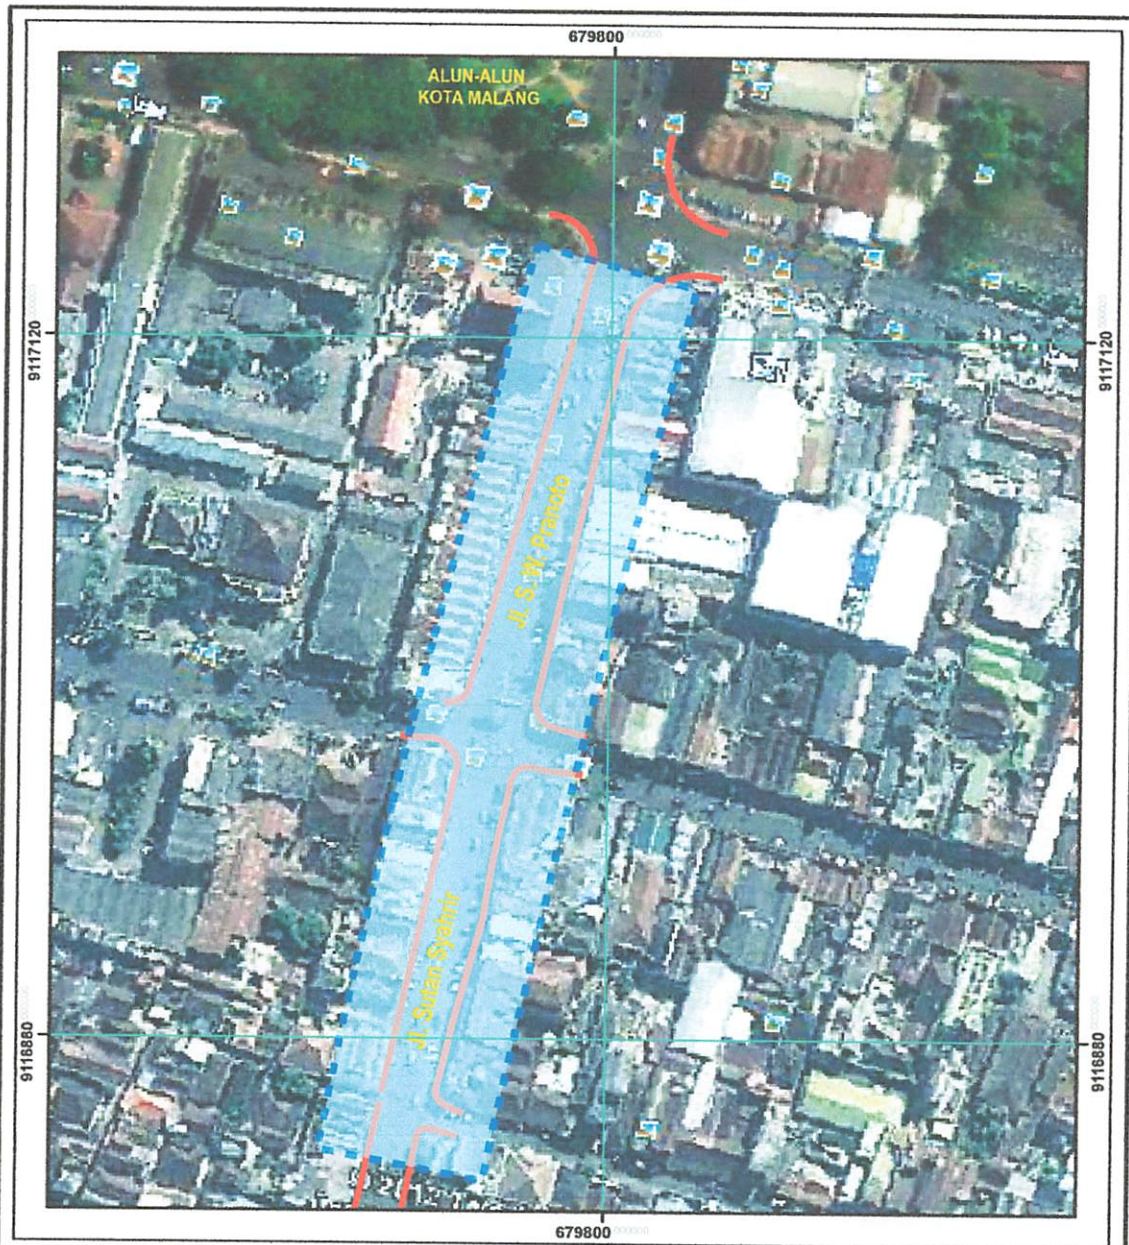 679800
ALUN-ALUN
KOTA MALANG
9117120
9117120
Jl. S. W. Pranoto
Jl. Sutan Syahrir
9116880
9116880
679800